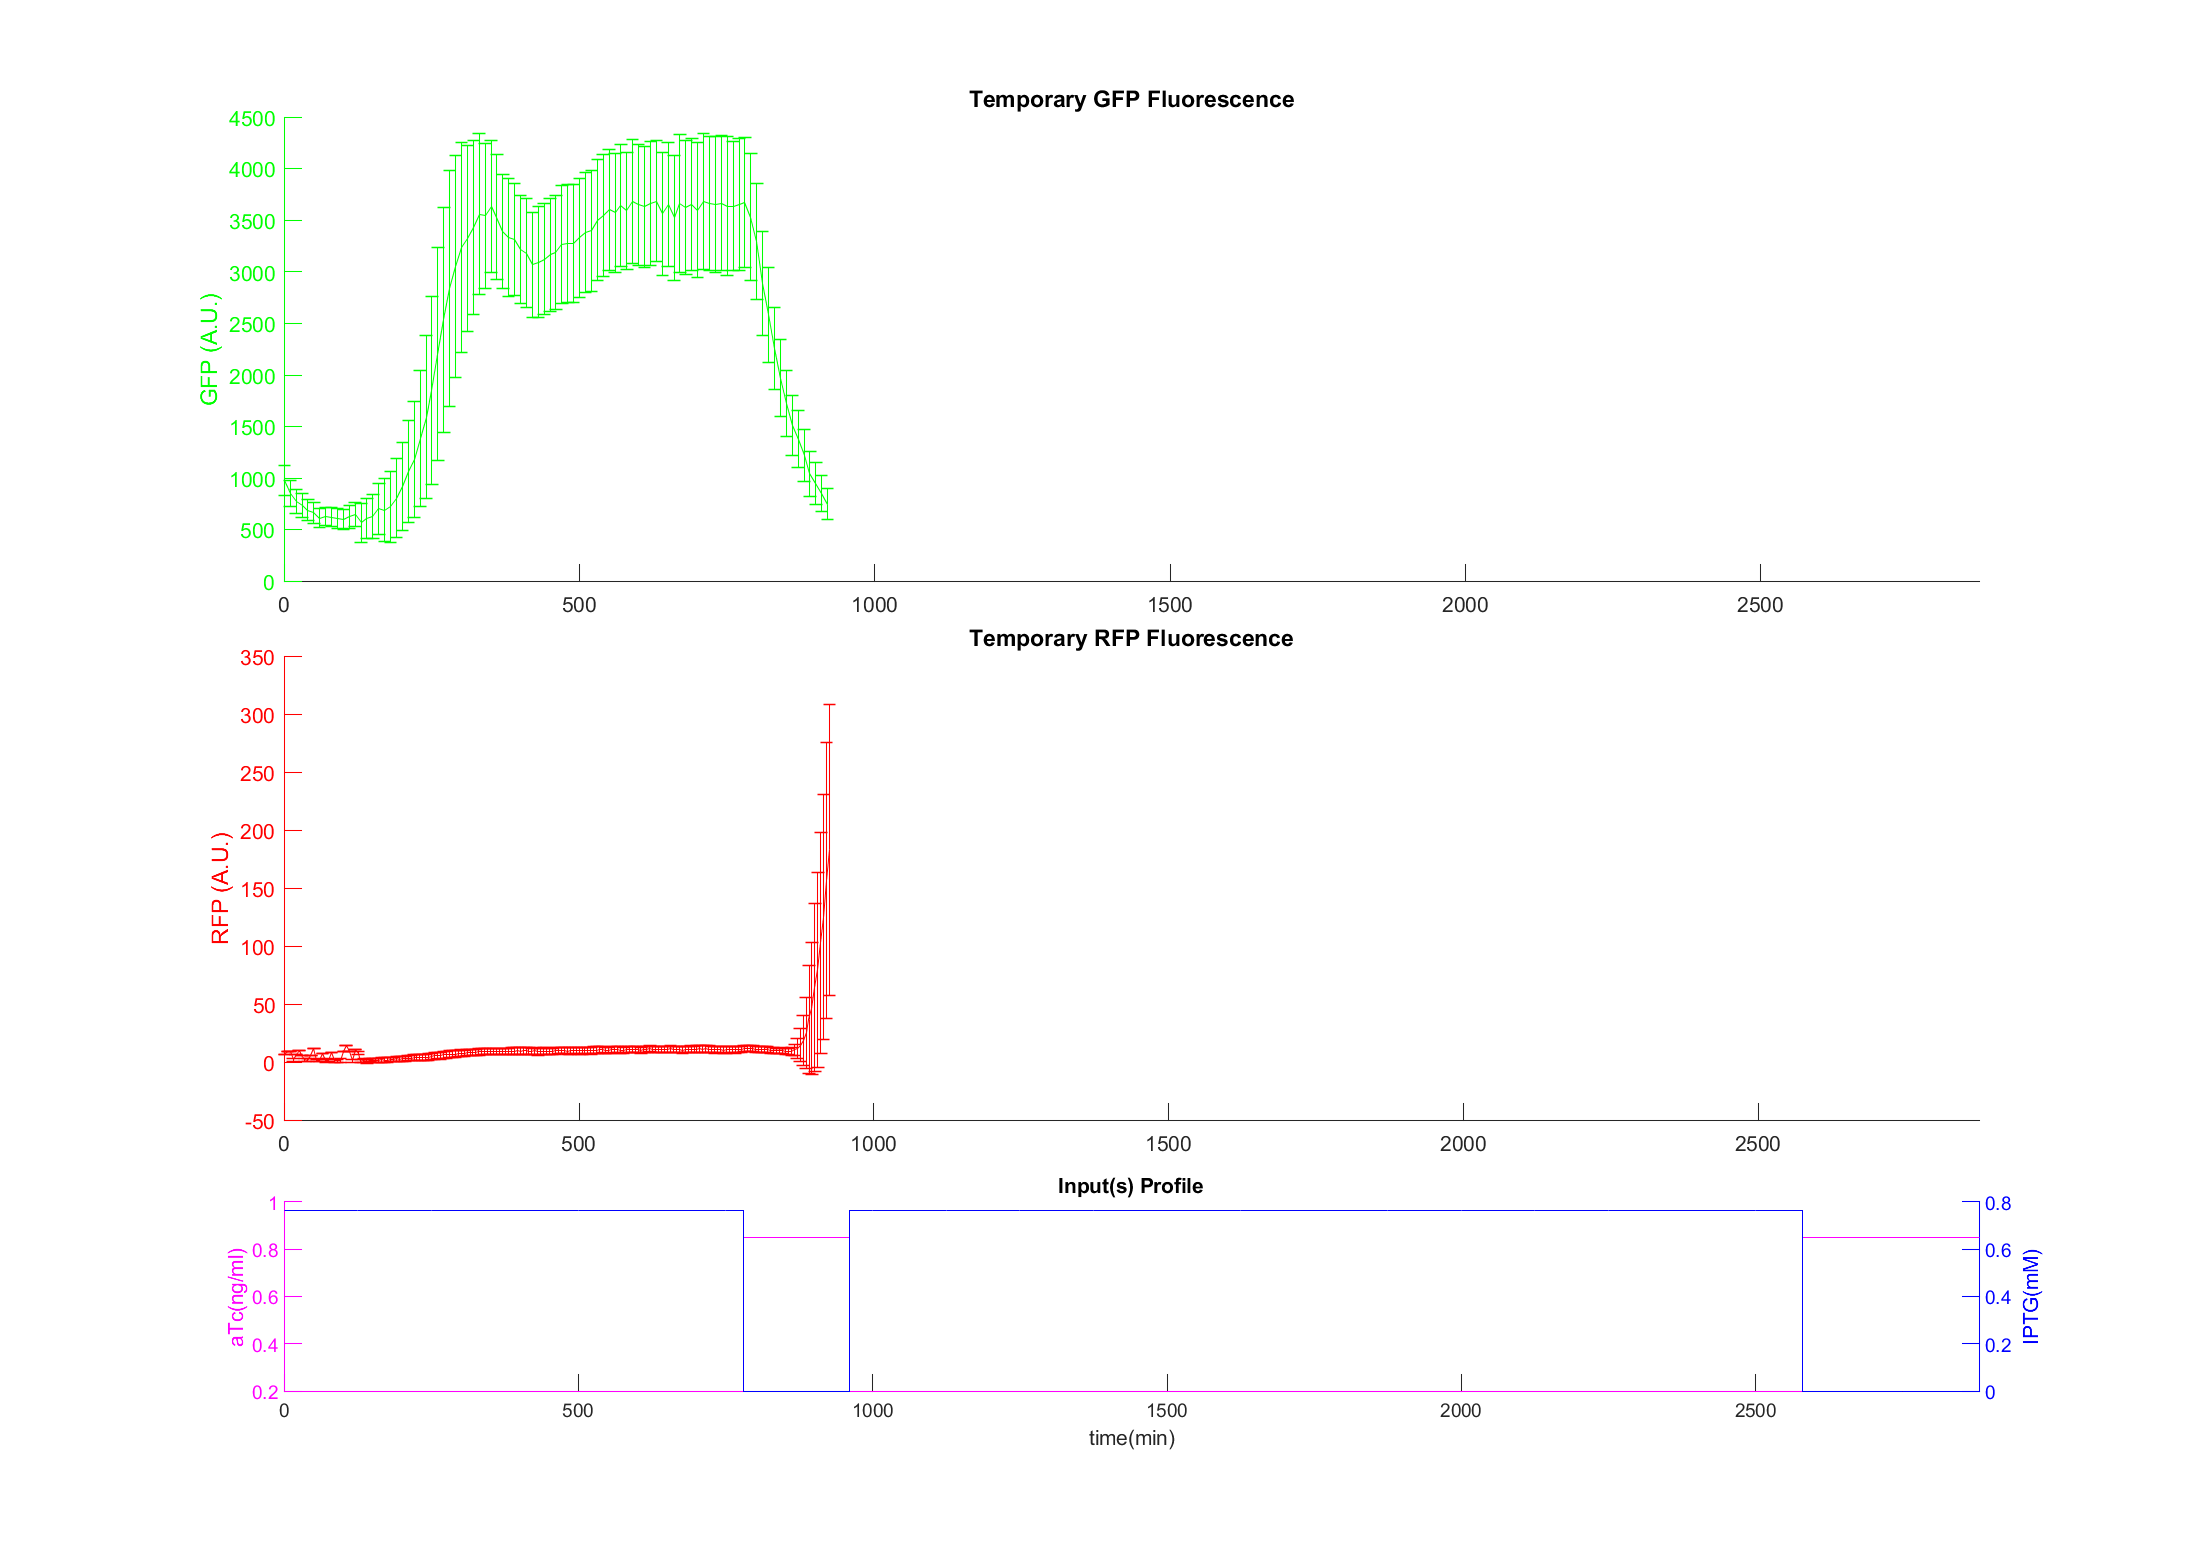 Temporary GFP Fluorescence
GFP (A.U.)
4500
4000
3500
3000
2500
2000
1500
1000
500
0
0 500 1000 1500 2000 2500
Temporary RFP Fluorescence
RFP (A.U.)
350
300
250
200
150
100
50
0
-50
0 500 1000 1500 2000 2500
Input(s) Profile
aTc(ng/ml)
1
0.8
0.6
0.4
0.2
IPTG(mM)
0.8
0.6
0.4
0.2
0
0 500 1000 1500 2000 2500
time(min)